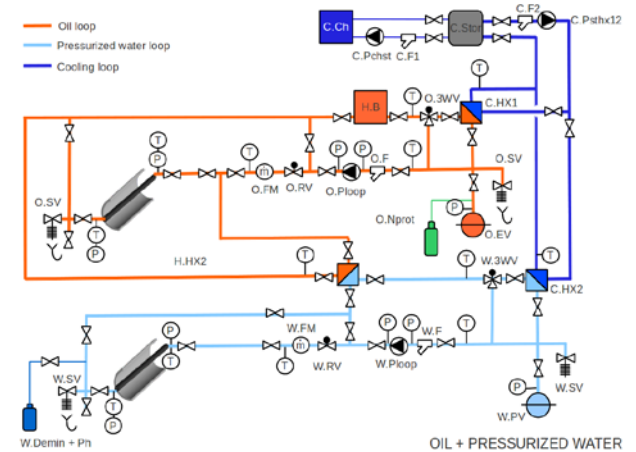 Oil loop
Pressurized water loop
Cooling loop
C.Ch
C.Stor
C.F2
C.Psthx12
C.Pchst
C.F1
T
O.3WV
C.HX1
H.B
T
T
P
T
P
P
O.F
T
O.SV
m
O.FM
O.RV
O.Ploop
O.SV
O.Nprot
P
O.EV
T
P
H.HX2
T
T
W.3WV
T
C.HX2
W.FM
P
T
m
T
W.RV
P
P
W.F
T
W.Ploop
W.SV
T
P
W.SV
P
W.PV
W.Demin + Ph
OIL + PRESSURIZED WATER